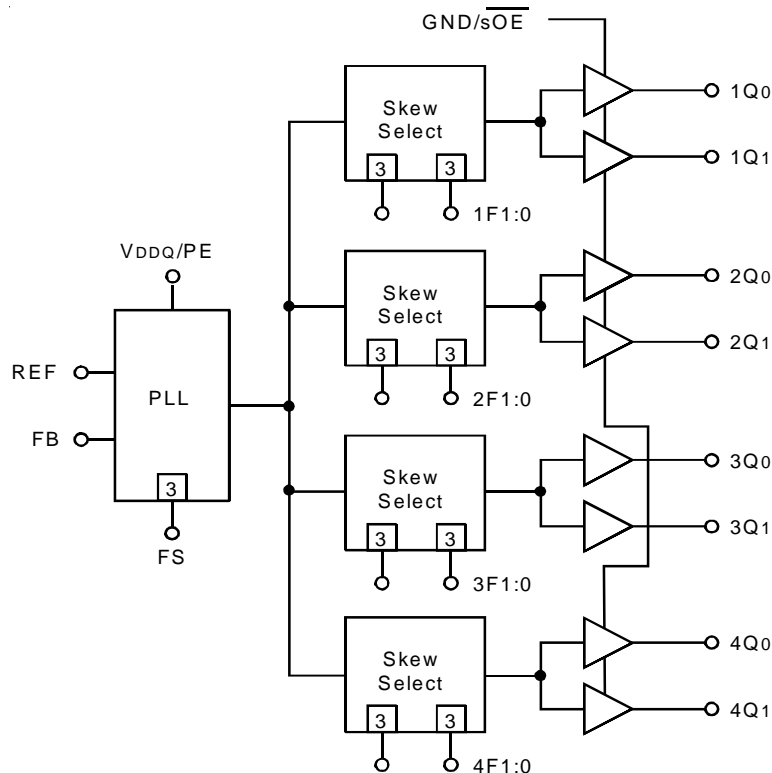 GND/sOE
Skew
Select
3 3
1F1:0
1Q0
1Q1
VDDQ/PE
Skew
Select
3 3
2F1:0
2Q0
2Q1
REF
FB
PLL
3
FS
Skew
Select
3 3
3F1:0
3Q0
3Q1
Skew
Select
3 3
4F1:0
4Q0
4Q1